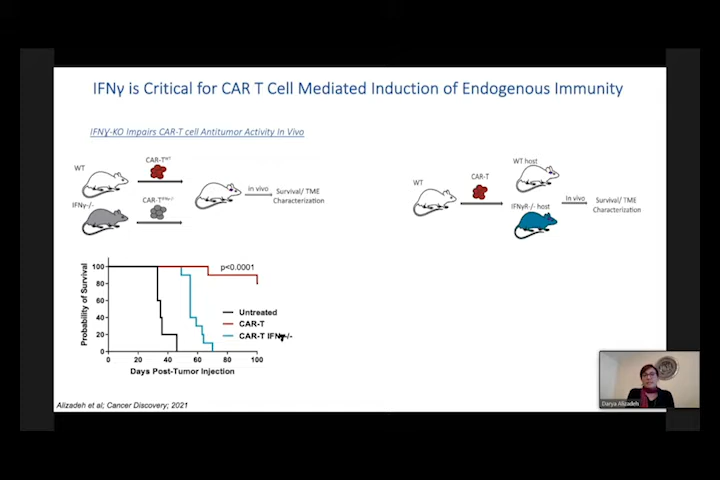 IFNγ is Critical for CAR T Cell Mediated Induction of Endogenous Immunity
IFNƔ-KO Impairs CAR-T cell Antitumor Activity In Vivo
WT
CAR-Tᵂᵀ
in vivo
Survival/ TME
Characterization
IFNγ-/-
WT
CAR-T
WT host
IFNγR-/- host
In vivo
Survival/ TME
Characterization
Probability of Survival
100
80
60
40
20
0
p<0.0001
Untreated
CAR-T
CAR-T IFNγ-/-
0 20 40 60 80 100
Days Post-Tumor Injection
Alizadeh et al; Cancer Discovery; 2021
Darya Alizadeh